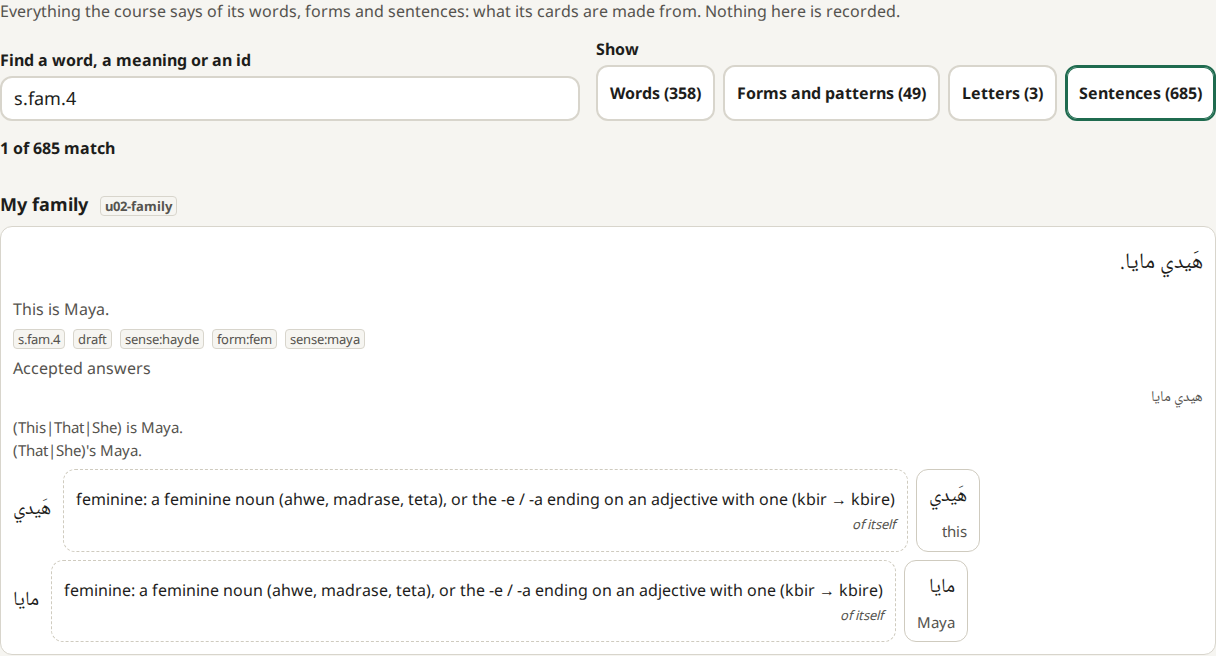 Everything the course says of its words, forms and sentences: what its cards are made from. Nothing here is recorded.
Find a word, a meaning or an id
s.fam.4
Show
Words (358)
Forms and patterns (49)
Letters (3)
Sentences (685)
1 of 685 match
My family u02-family
هَيدي مايا.
This is Maya.
s.fam.4 draft sense:hayde form:fem sense:maya
Accepted answers
هيدي مايا
(This|That|She) is Maya.
(That|She)'s Maya.
هَيدي
feminine: a feminine noun (ahwe, madrase, teta), or the -e / -a ending on an adjective with one (kbir → kbire)
of itself
هَيدي
this
مايا
feminine: a feminine noun (ahwe, madrase, teta), or the -e / -a ending on an adjective with one (kbir → kbire)
of itself
مايا
Maya